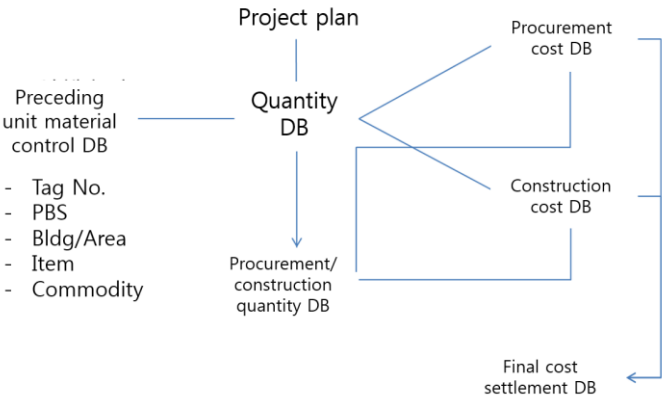 Project plan
Procurement
cost DB
Preceding
unit material
control DB
Quantity
DB
- Tag No.
- PBS
- Bldg/Area
- Item
- Commodity
Construction
cost DB
Procurement/
construction
quantity DB
Final cost
settlement DB